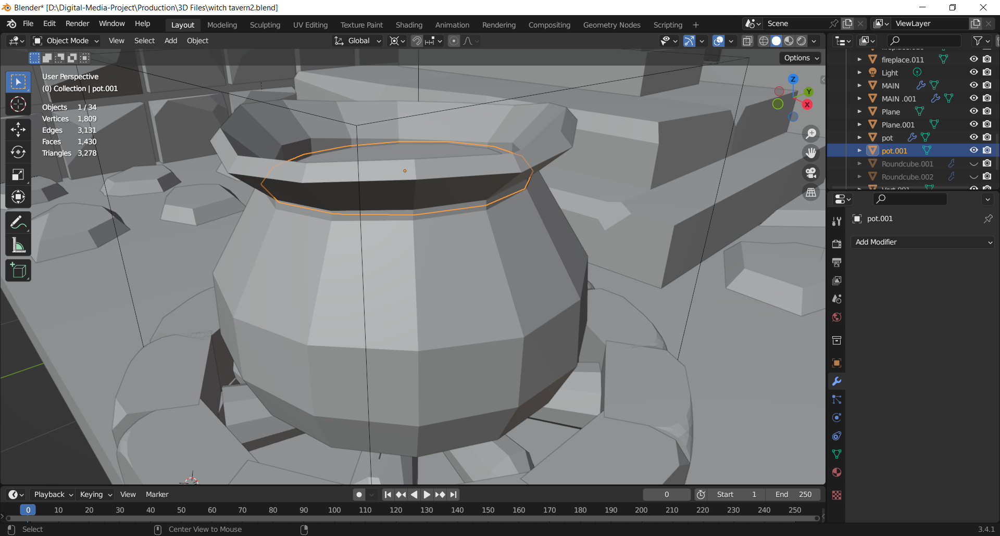 Blender* [D:\Digital-Media-Project\Production\3D Files\witch tavern2.blend]
File Edit Render Window Help Layout Modeling Sculpting UV Editing Texture Paint Shading Animation Rendering Compositing Geometry Nodes Scripting + Scene ViewLayer
Object Mode View Select Add Object Global
Options
User Perspective
(0) Collection | pot.001
Objects 1 / 34
Vertices 1,809
Edges 3,131
Faces 1,430
Triangles 3,278
Z
Y
X
fireplace.011
Light
MAIN
MAIN .001
Plane
Plane.001
pot
pot.001
Roundcube.001
Roundcube.002
pot.001
Add Modifier
Playback Keying View Marker 0 Start 1 End 250
0 10 20 30 40 50 60 70 80 90 100 110 120 130 140 150 160 170 180 190 200 210 220 230 240 250
Select Center View to Mouse 3.4.1